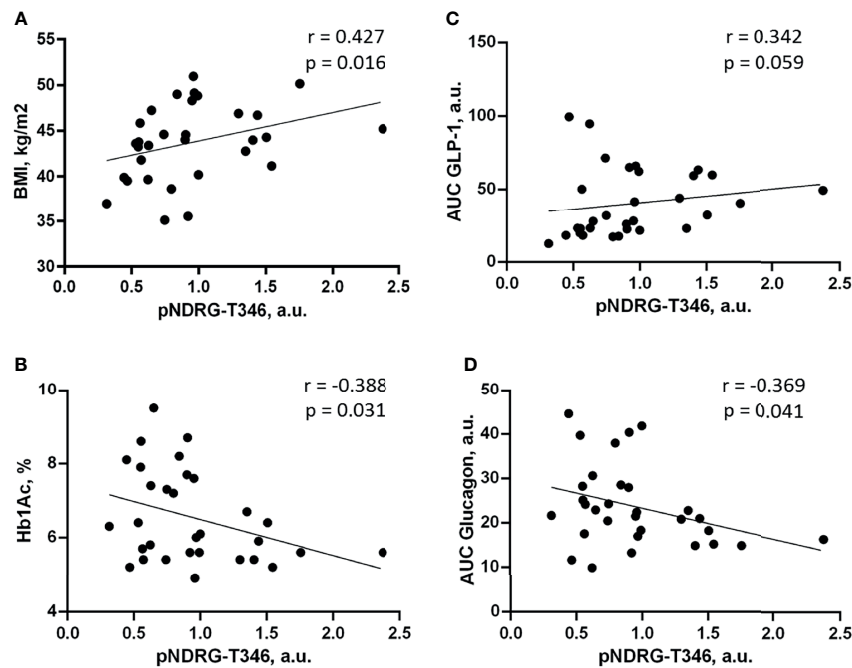 A
r = 0.427
p = 0.016
55
50
45
40
35
30
BMI, kg/m2
0.0 0.5 1.0 1.5 2.0 2.5
pNDRG-T346, a.u.
C
r = 0.342
p = 0.059
150
100
50
0
AUC GLP-1, a.u.
0.0 0.5 1.0 1.5 2.0 2.5
pNDRG-T346, a.u.
B
r = -0.388
p = 0.031
10
8
6
4
Hb1Ac, %
0.0 0.5 1.0 1.5 2.0 2.5
pNDRG-T346, a.u.
D
r = -0.369
p = 0.041
50
40
30
20
10
0
AUC Glucagon, a.u.
0.0 0.5 1.0 1.5 2.0 2.5
pNDRG-T346, a.u.